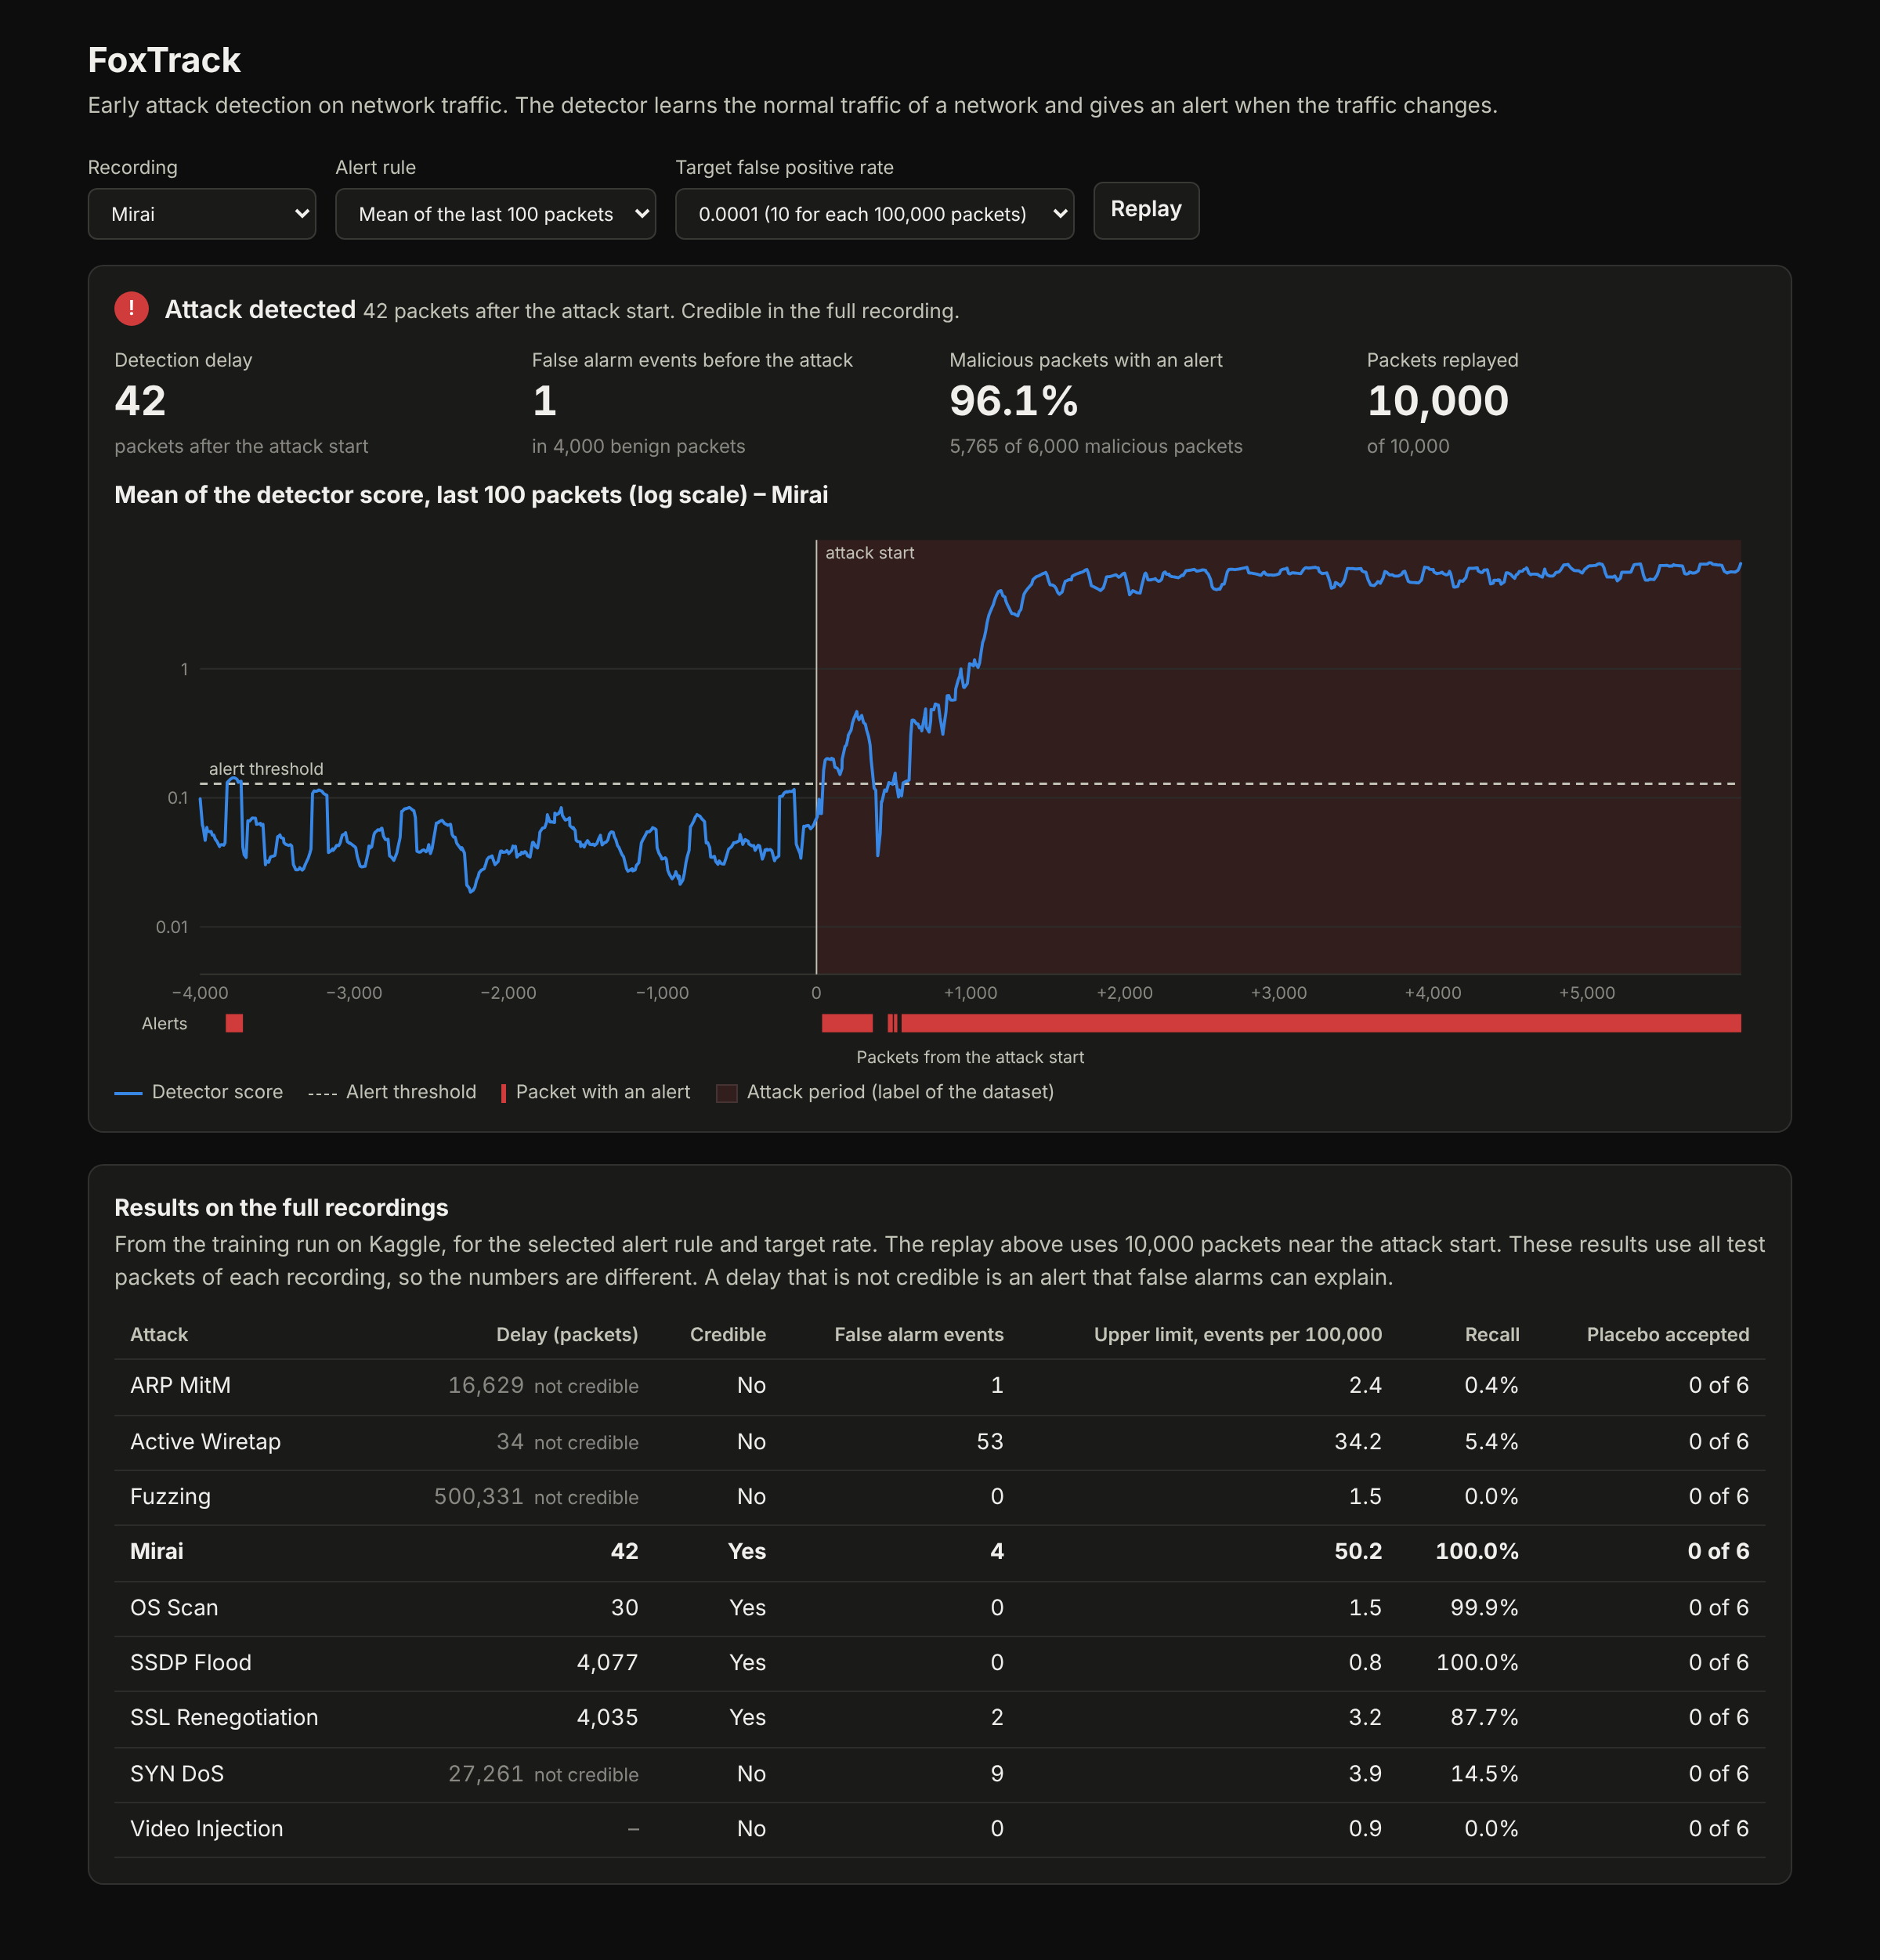 FoxTrack
Early attack detection on network traffic. The detector learns the normal traffic of a network and gives an alert when the traffic changes.
Recording Alert rule Target false positive rate
Mirai Mean of the last 100 packets 0.0001 (10 for each 100,000 packets) Replay
! Attack detected 42 packets after the attack start. Credible in the full recording.
Detection delay False alarm events before the attack Malicious packets with an alert Packets replayed
42 1 96.1% 10,000
packets after the attack start in 4,000 benign packets 5,765 of 6,000 malicious packets of 10,000
Mean of the detector score, last 100 packets (log scale) – Mirai
attack start
1
alert threshold
0.1
0.01
−4,000 −3,000 −2,000 −1,000 0 +1,000 +2,000 +3,000 +4,000 +5,000
Alerts
Packets from the attack start
Detector score Alert threshold Packet with an alert Attack period (label of the dataset)
Results on the full recordings
From the training run on Kaggle, for the selected alert rule and target rate. The replay above uses 10,000 packets near the attack start. These results use all test
packets of each recording, so the numbers are different. A delay that is not credible is an alert that false alarms can explain.
Attack Delay (packets) Credible False alarm events Upper limit, events per 100,000 Recall Placebo accepted
ARP MitM 16,629 not credible No 1 2.4 0.4% 0 of 6
Active Wiretap 34 not credible No 53 34.2 5.4% 0 of 6
Fuzzing 500,331 not credible No 0 1.5 0.0% 0 of 6
Mirai 42 Yes 4 50.2 100.0% 0 of 6
OS Scan 30 Yes 0 1.5 99.9% 0 of 6
SSDP Flood 4,077 Yes 0 0.8 100.0% 0 of 6
SSL Renegotiation 4,035 Yes 2 3.2 87.7% 0 of 6
SYN DoS 27,261 not credible No 9 3.9 14.5% 0 of 6
Video Injection – No 0 0.9 0.0% 0 of 6